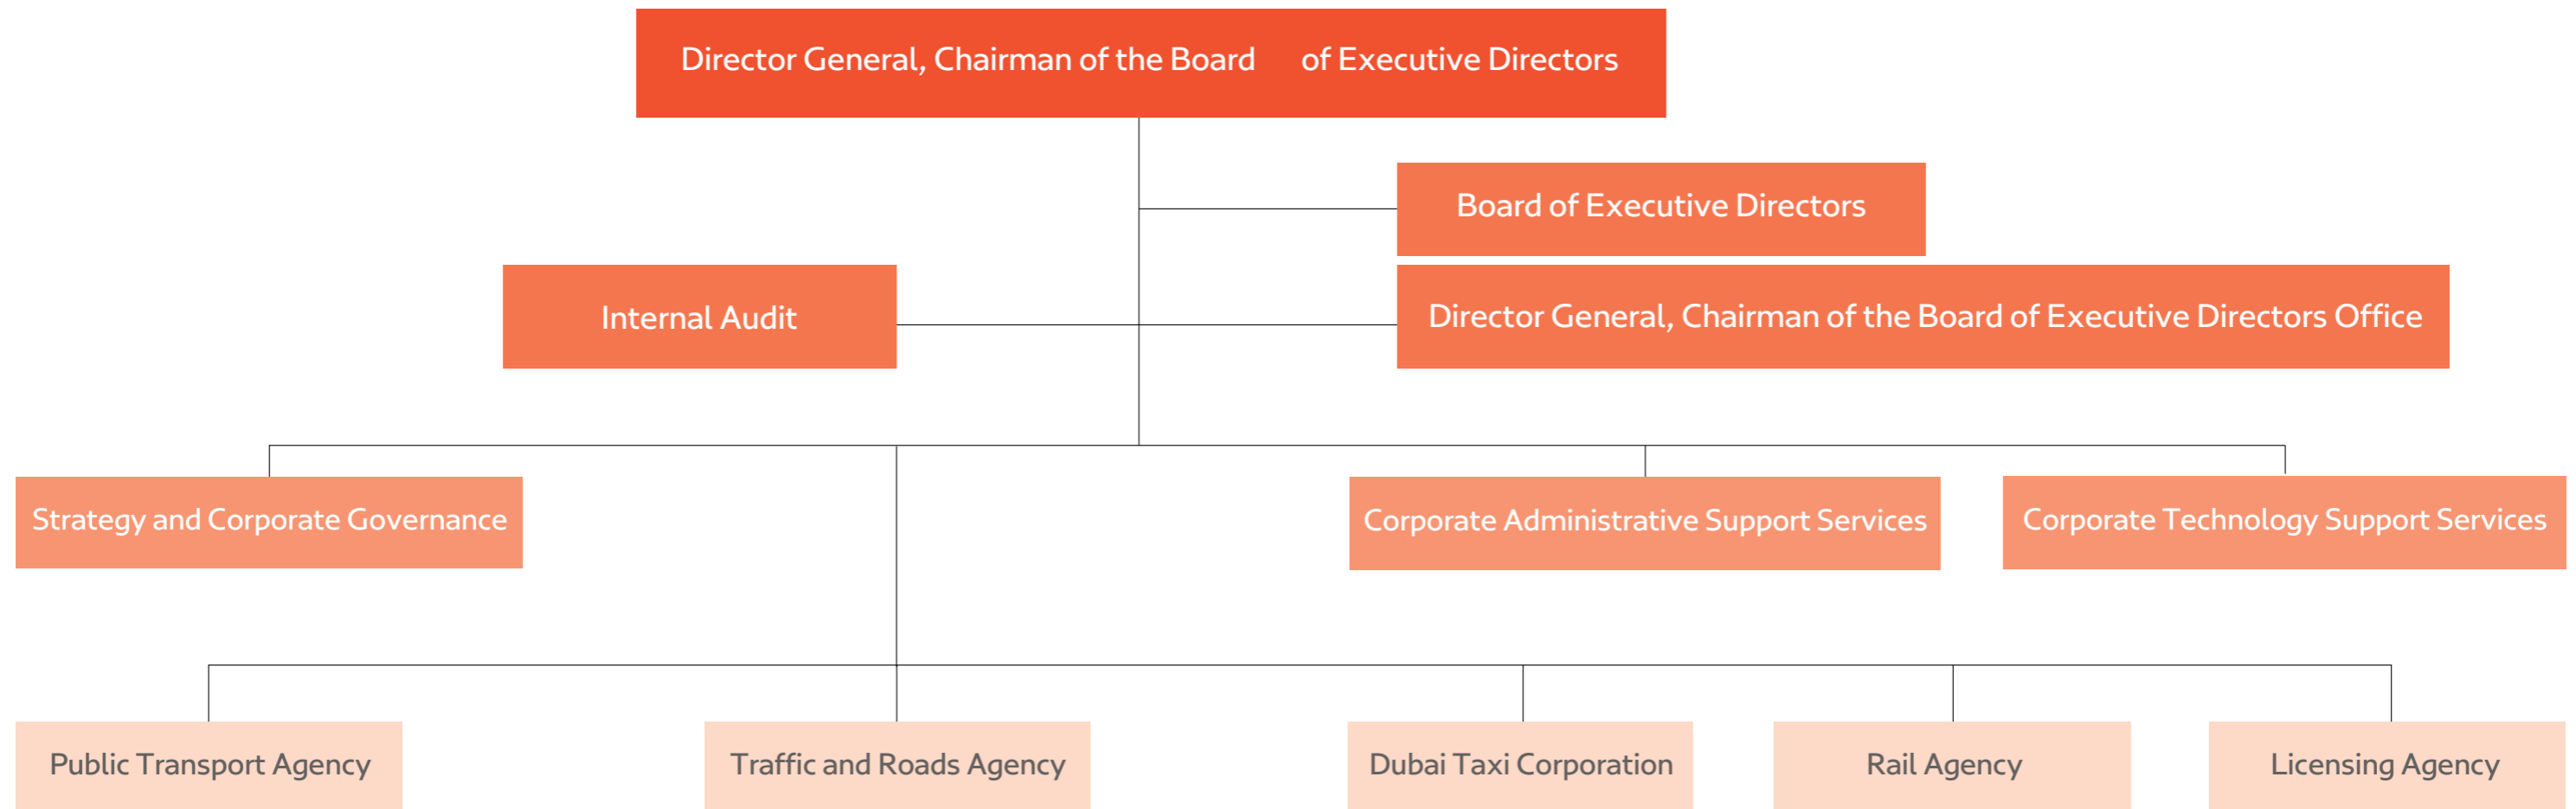 Director General, Chairman of the Board of Executive Directors
Board of Executive Directors
Internal Audit
Director General, Chairman of the Board of Executive Directors Office
Strategy and Corporate Governance
Corporate Administrative Support Services
Corporate Technology Support Services
Public Transport Agency
Traffic and Roads Agency
Dubai Taxi Corporation
Rail Agency
Licensing Agency